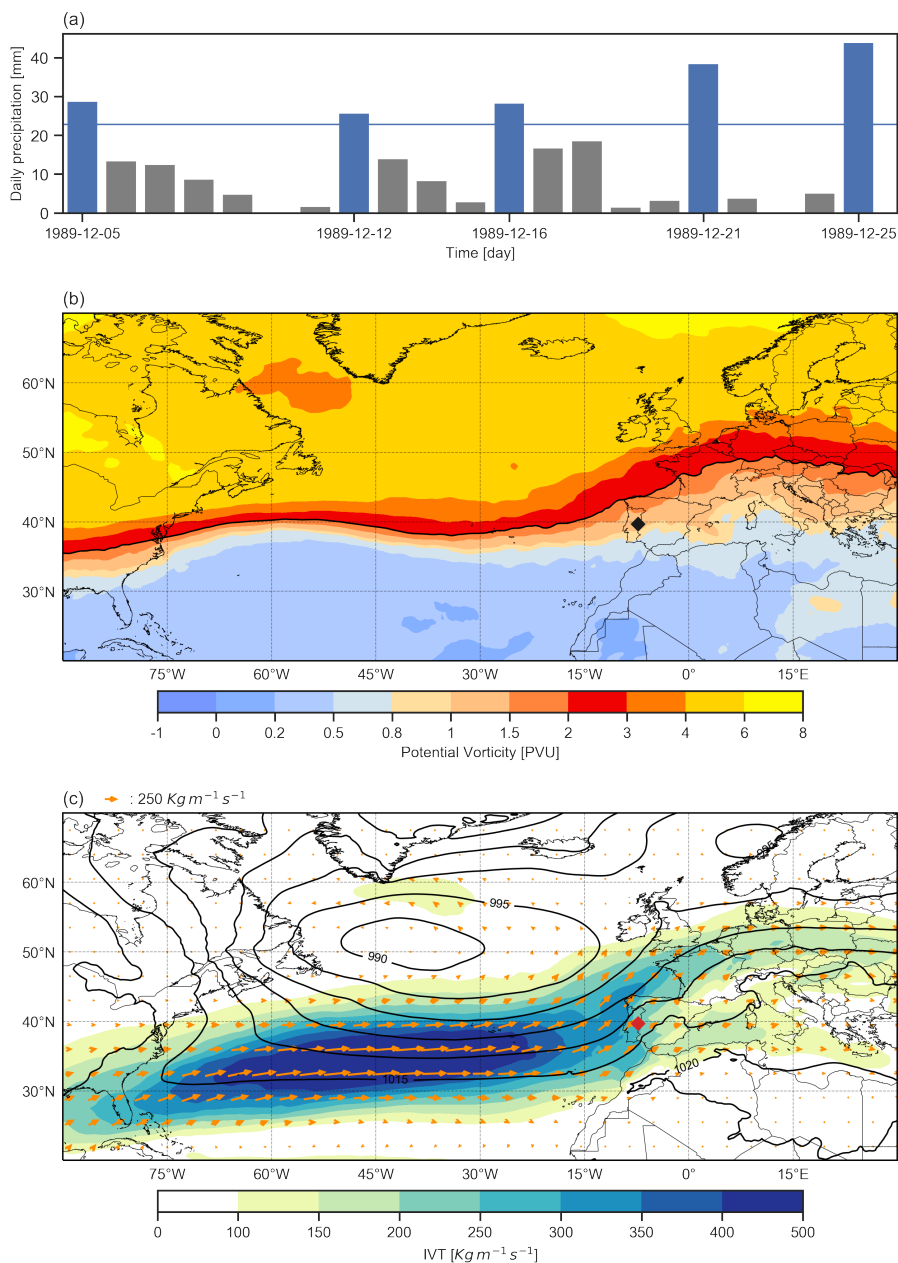 (a)
Daily precipitation [mm]
40
30
20
10
0
1989-12-05 1989-12-12 1989-12-16 1989-12-21 1989-12-25
Time [day]
(b)
60°N
50°N
40°N
30°N
75°W 60°W 45°W 30°W 15°W 0° 15°E
-1 0 0.2 0.5 0.8 1 1.5 2 3 4 6 8
Potential Vorticity [PVU]
(c) : 250 Kg m⁻¹ s⁻¹
60°N
995
50°N
990
40°N
1020
1015
30°N
75°W 60°W 45°W 30°W 15°W 0° 15°E
0 100 150 200 250 300 350 400 500
IVT [Kg m⁻¹ s⁻¹]